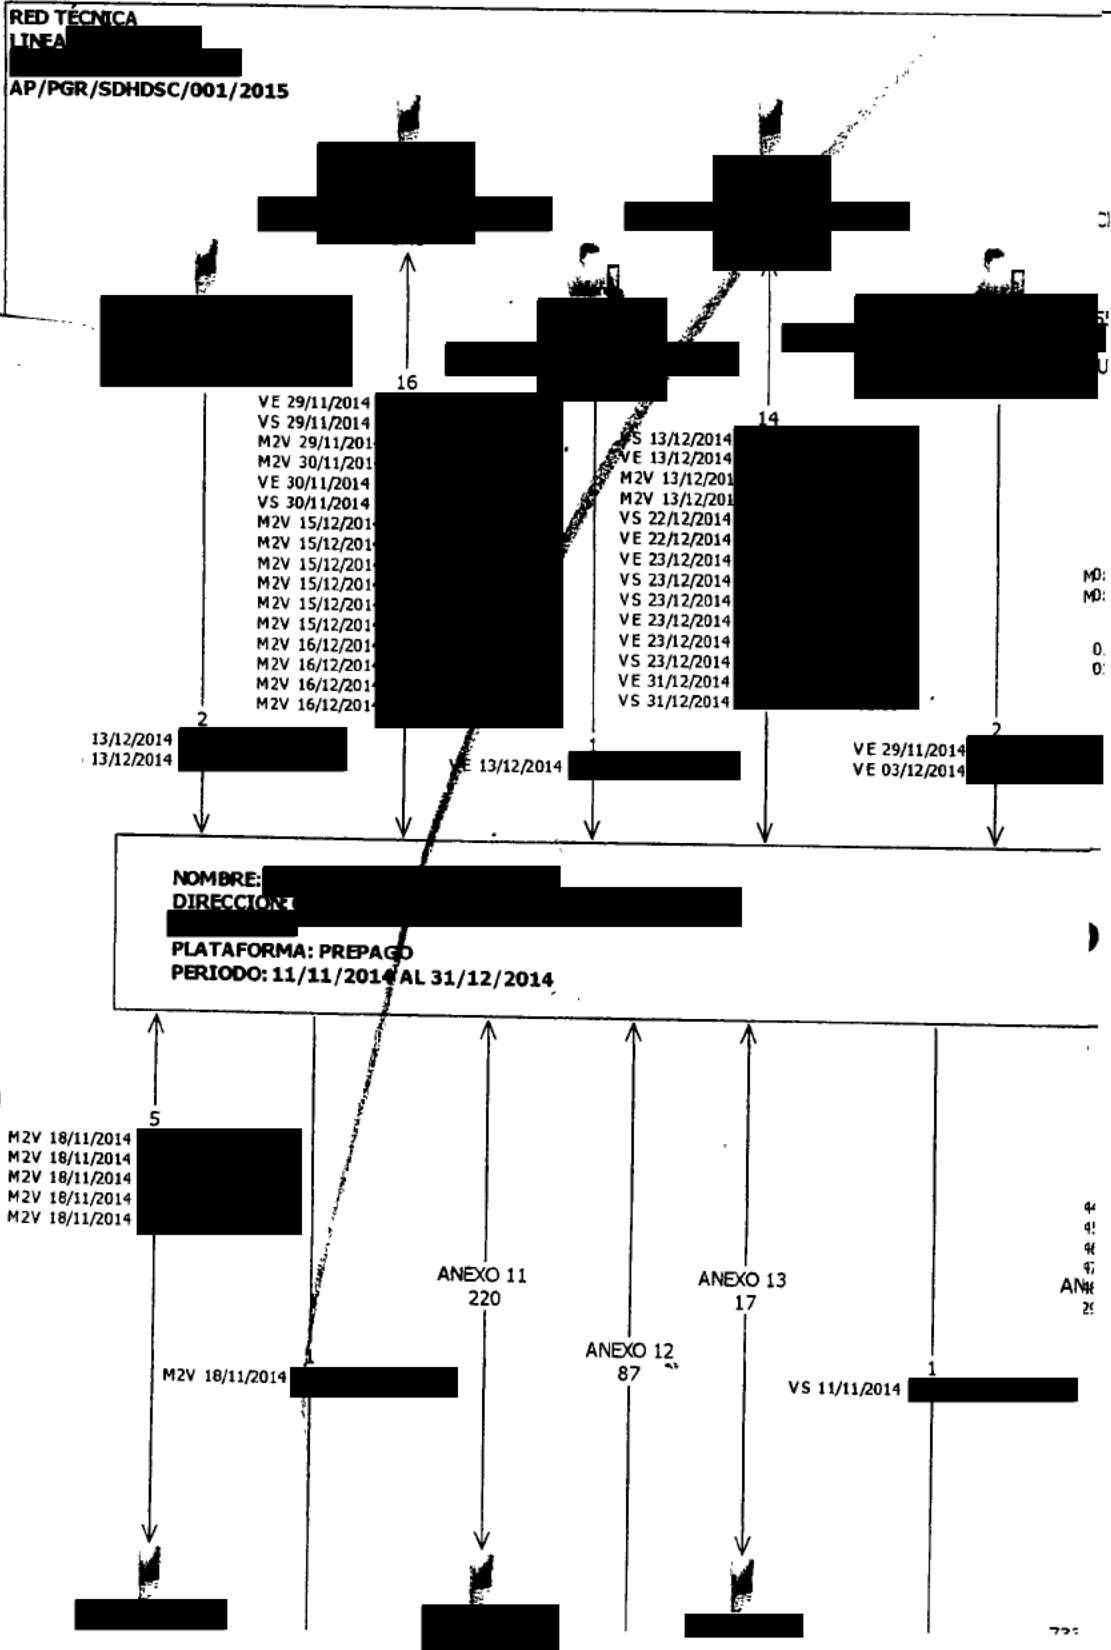 RED TÉCNICA
LINEA
AP/PGR/SDHDSC/001/2015
16
VE 29/11/2014
VS 29/11/2014
M2V 29/11/201
M2V 30/11/201
VE 30/11/2014
VS 30/11/2014
M2V 15/12/201
M2V 15/12/201
M2V 15/12/201
M2V 15/12/201
M2V 15/12/201
M2V 15/12/201
M2V 16/12/201
M2V 16/12/201
M2V 16/12/201
M2V 16/12/201
14
VS 13/12/2014
VE 13/12/2014
M2V 13/12/201
M2V 13/12/201
VS 22/12/2014
VE 22/12/2014
VE 23/12/2014
VS 23/12/2014
VS 23/12/2014
VE 23/12/2014
VE 23/12/2014
VS 23/12/2014
VE 31/12/2014
VS 31/12/2014
2
13/12/2014
13/12/2014
1
VE 13/12/2014
2
VE 29/11/2014
VE 03/12/2014
NOMBRE:
DIRECCION:
PLATAFORMA: PREPAGO
PERIODO: 11/11/2014 AL 31/12/2014
5
M2V 18/11/2014
M2V 18/11/2014
M2V 18/11/2014
M2V 18/11/2014
M2V 18/11/2014
1
M2V 18/11/2014
ANEXO 11
220
ANEXO 12
87
ANEXO 13
17
1
VS 11/11/2014